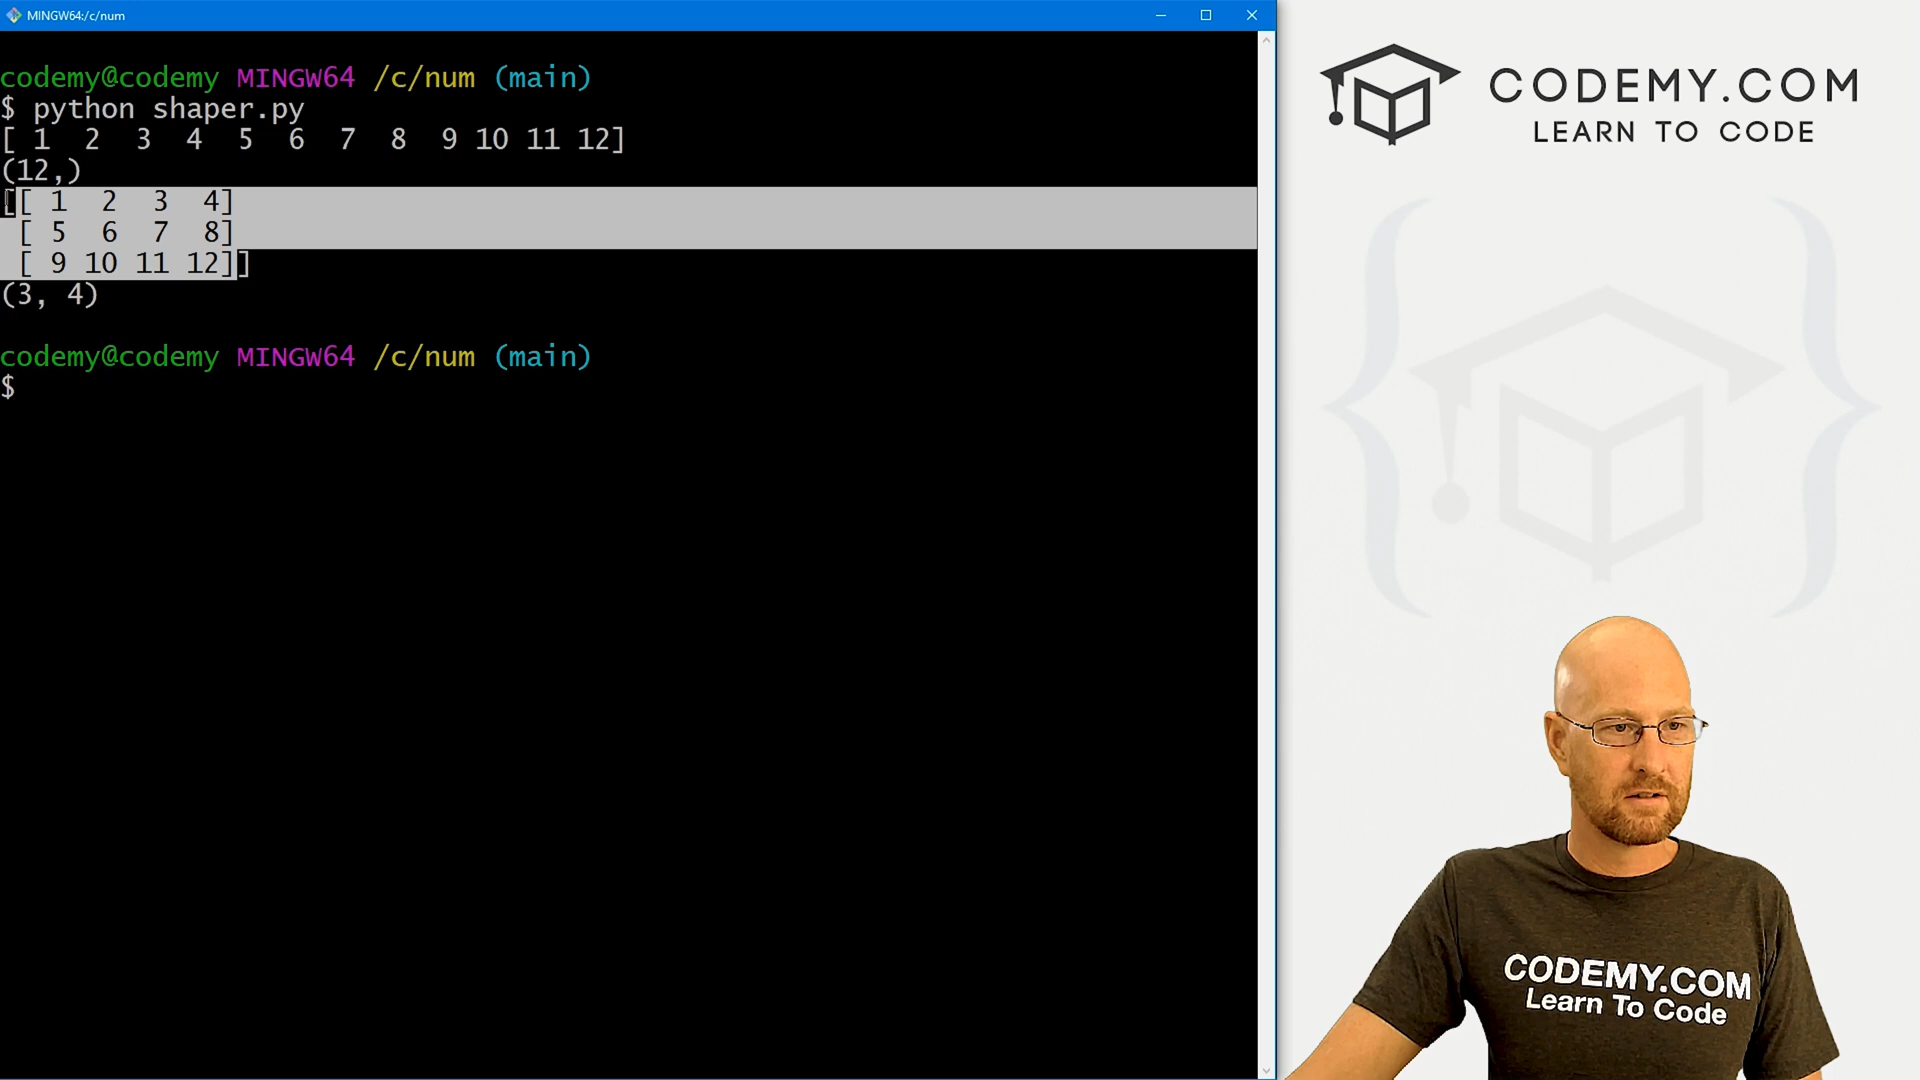 MINGW64:/c/num
codemy@codemy MINGW64 /c/num (main)
$ python shaper.py
[ 1  2  3  4  5  6  7  8  9 10 11 12]
(12,)
[[ 1  2  3  4]
 [ 5  6  7  8]
 [ 9 10 11 12]]
(3, 4)
codemy@codemy MINGW64 /c/num (main)
$
CODEMY.COM
LEARN TO CODE
CODEMY.COM
Learn To Code